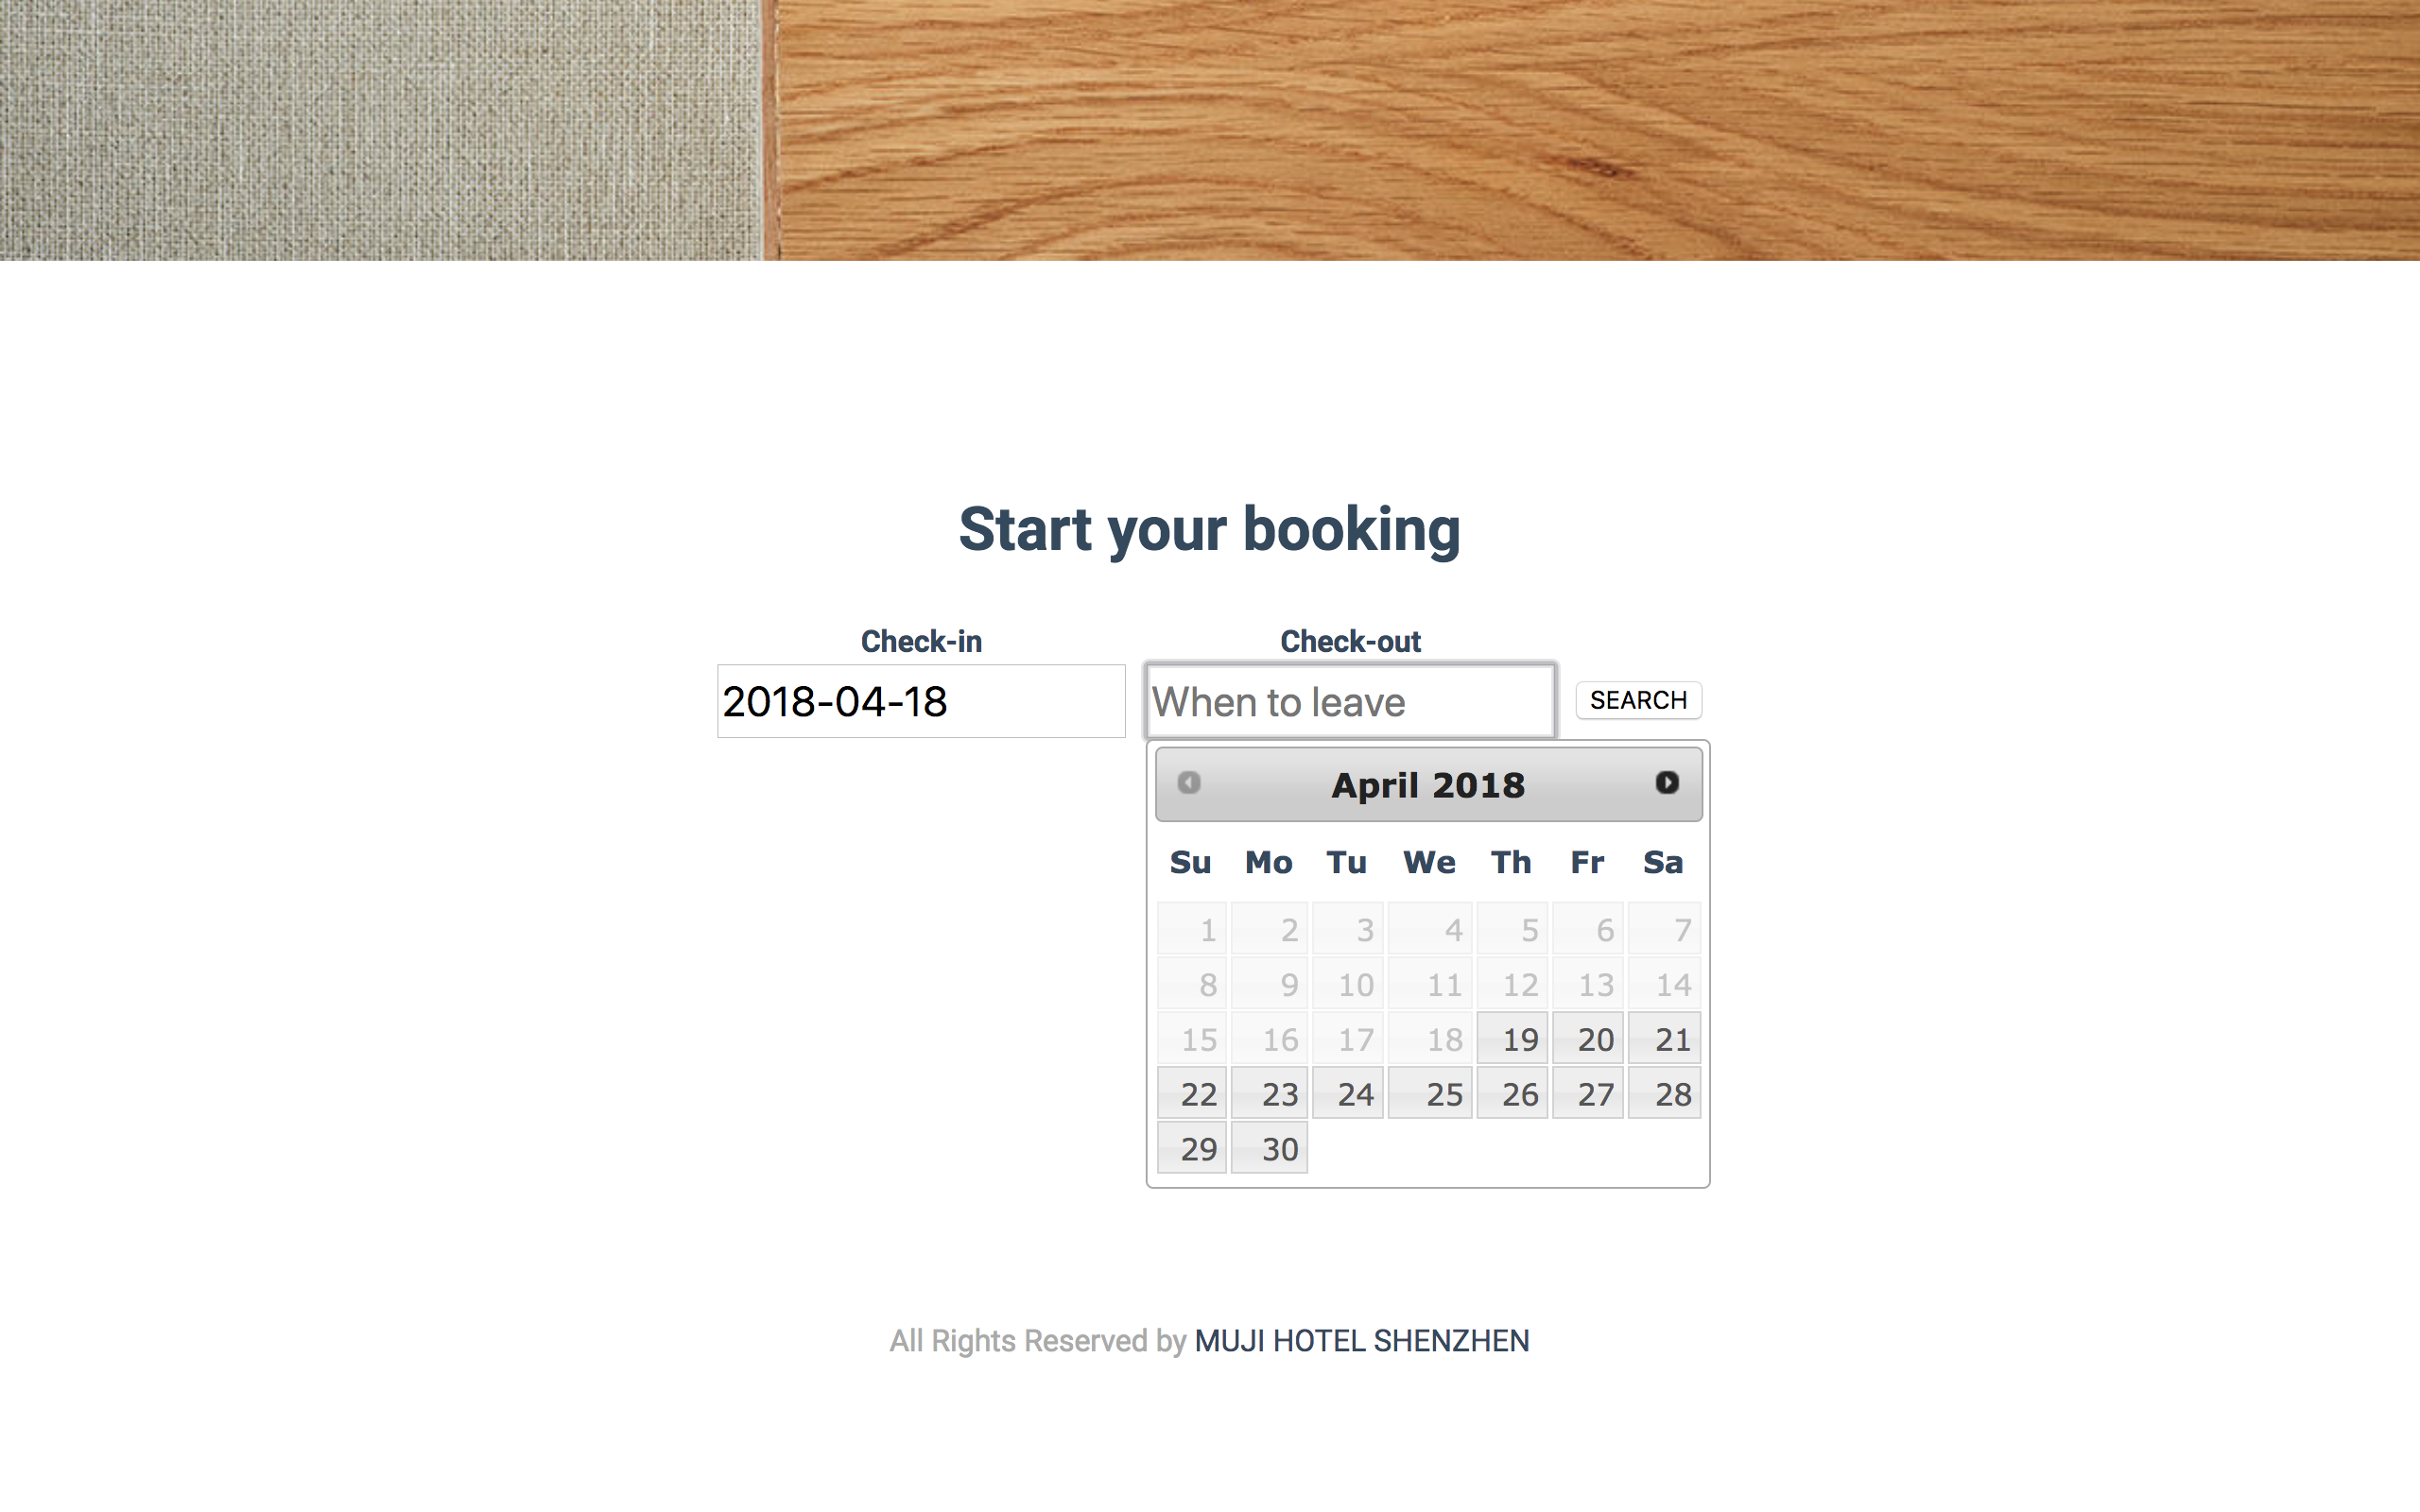 Start your booking
Check-in Check-out
2018-04-18 When to leave SEARCH
April 2018
Su Mo Tu We Th Fr Sa
1 2 3 4 5 6 7
8 9 10 11 12 13 14
15 16 17 18 19 20 21
22 23 24 25 26 27 28
29 30
All Rights Reserved by MUJI HOTEL SHENZHEN